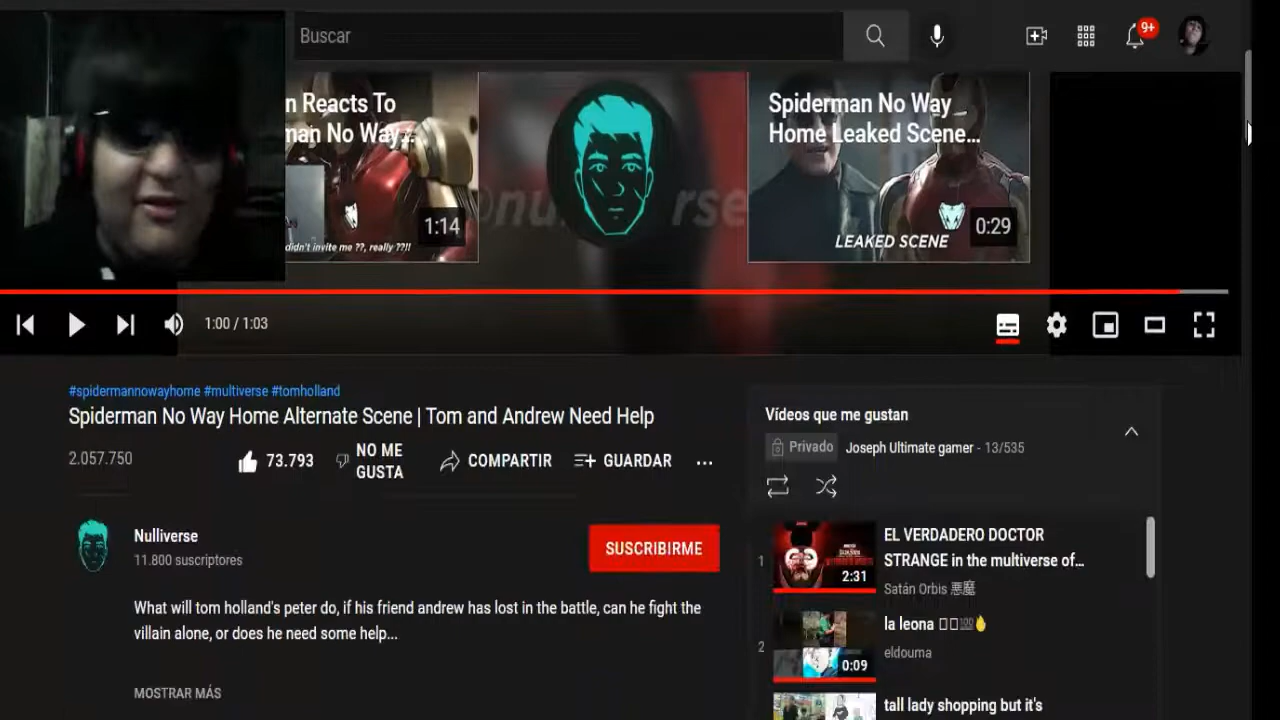 Buscar
9+
n Reacts To
man No Way...
1:14
didn't invite me ??, really ??!!
Spiderman No Way
Home Leaked Scene...
LEAKED SCENE
0:29
1:00 / 1:03
#spidermannowayhome #multiverse #tomholland
Spiderman No Way Home Alternate Scene | Tom and Andrew Need Help
2.057.750
73.793
NO ME
GUSTA
COMPARTIR
GUARDAR
Nulliverse
11.800 suscriptores
SUSCRIBIRME
What will tom holland's peter do, if his friend andrew has lost in the battle, can he fight the
villain alone, or does he need some help...
MOSTRAR MÁS
Vídeos que me gustan
Privado
Joseph Ultimate gamer - 13/535
1
2:31
EL VERDADERO DOCTOR
STRANGE in the multiverse of...
Satán Orbis 悪魔
2
0:09
la leona 💯🔥
eldouma
tall lady shopping but it's